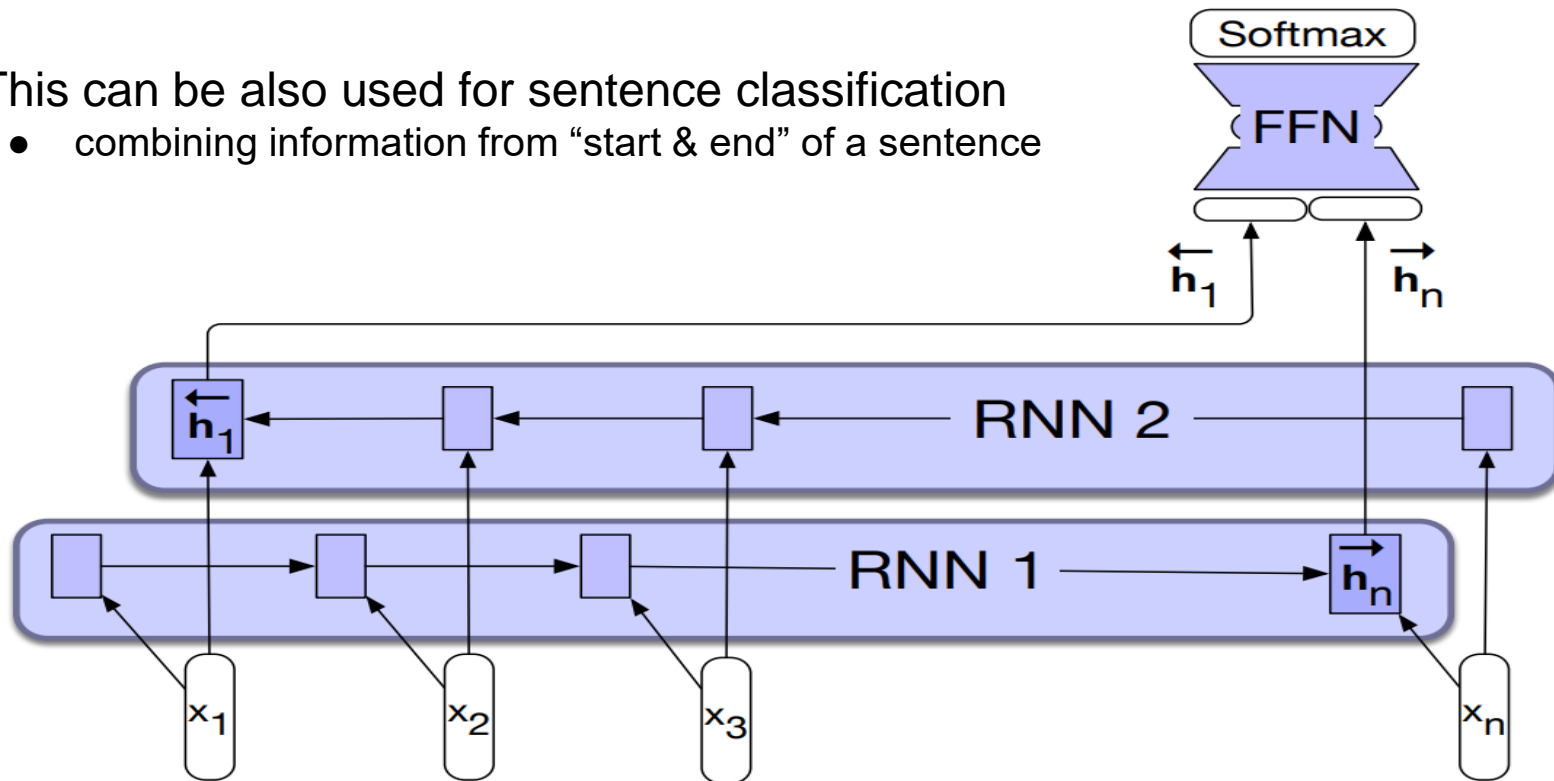 Softmax
This can be also used for sentence classification
● combining information from “start & end” of a sentence
FFN
h₁ hₙ
h₁ RNN 2
RNN 1 hₙ
x₁ x₂ x₃ xₙ